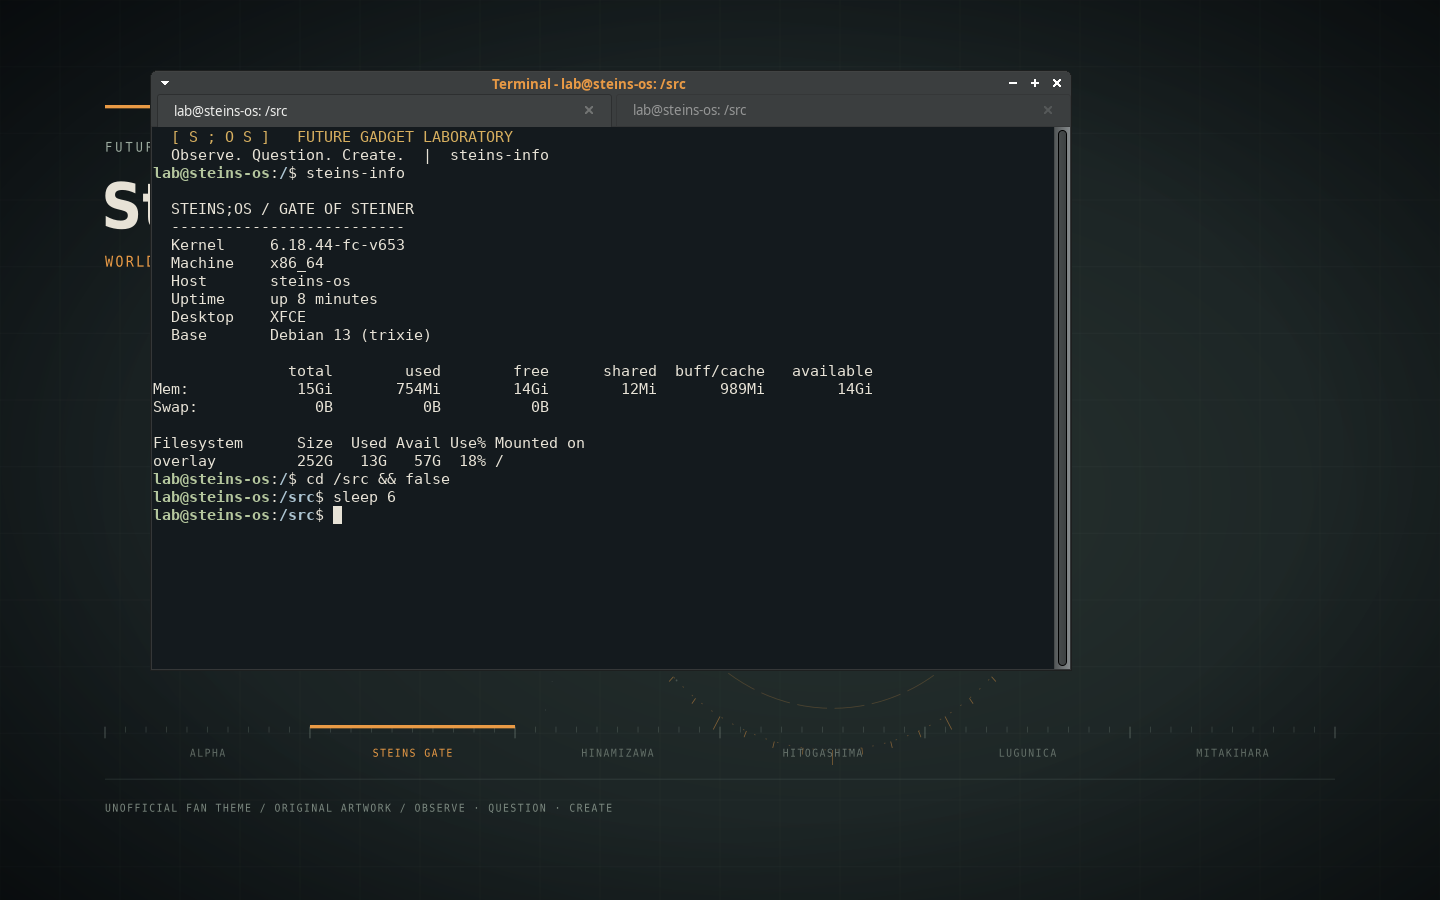 Terminal - lab@steins-os: /src
lab@steins-os: /src
lab@steins-os: /src
[ S ; O S ]   FUTURE GADGET LABORATORY
Observe. Question. Create.  |  steins-info
lab@steins-os:/$ steins-info
STEINS;OS / GATE OF STEINER
--------------------------
Kernel     6.18.44-fc-v653
Machine    x86_64
Host       steins-os
Uptime     up 8 minutes
Desktop    XFCE
Base       Debian 13 (trixie)
total        used        free      shared  buff/cache   available
Mem:            15Gi       754Mi        14Gi        12Mi       989Mi        14Gi
Swap:             0B          0B          0B
Filesystem      Size  Used Avail Use% Mounted on
overlay         252G   13G   57G  18% /
lab@steins-os:/$ cd /src && false
lab@steins-os:/src$ sleep 6
lab@steins-os:/src$
ALPHA
STEINS GATE
HINAMIZAWA
HITOGASHIMA
LUGUNICA
MITAKIHARA
UNOFFICIAL FAN THEME / ORIGINAL ARTWORK / OBSERVE · QUESTION · CREATE